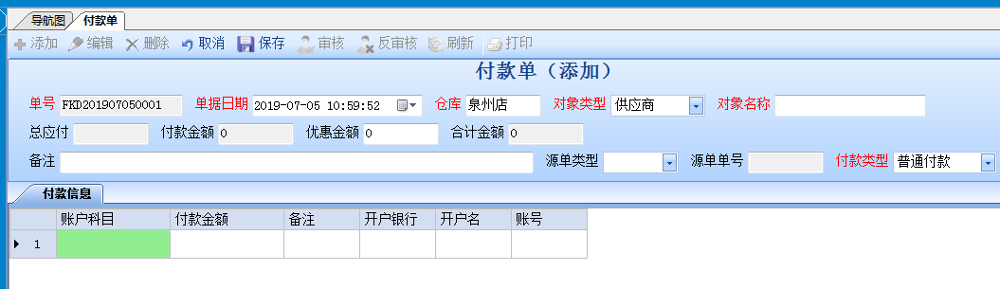 导航图 付款单
添加 编辑 删除 取消 保存 审核 反审核 刷新 打印
付款单（添加）
单号 FKD201907050001 单据日期 2019-07-05 10:59:52 仓库 泉州店 对象类型 供应商 对象名称
总应付 付款金额 0 优惠金额 0 合计金额 0
备注 源单类型 源单单号 付款类型 普通付款
付款信息
账户科目 付款金额 备注 开户银行 开户名 账号
1